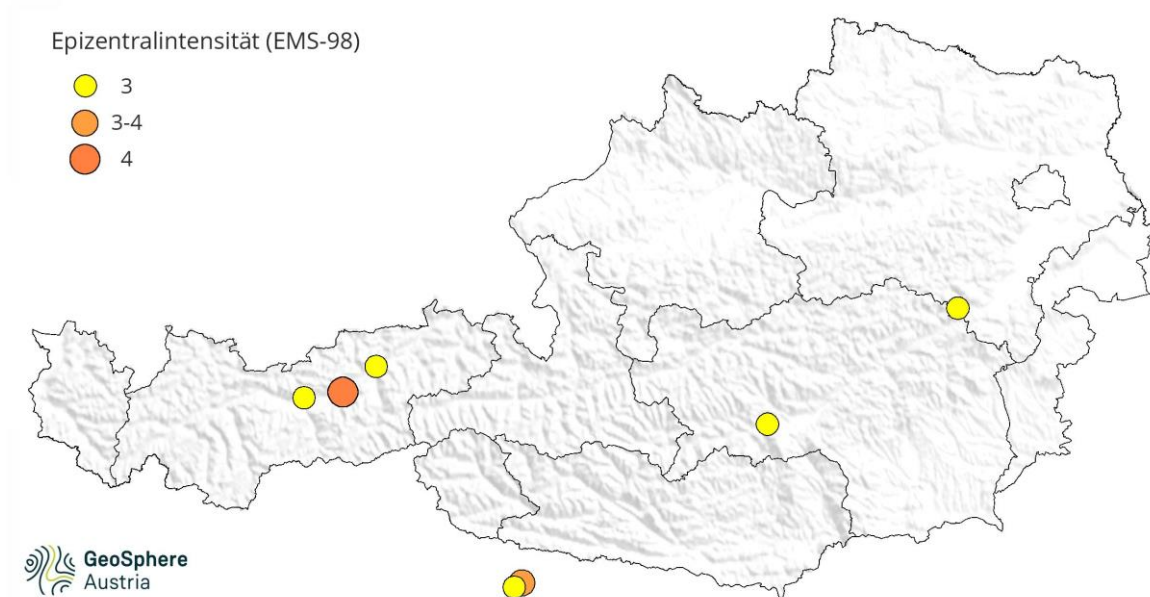 Epizentralintensität (EMS-98)
3
3-4
4
GeoSphere
Austria